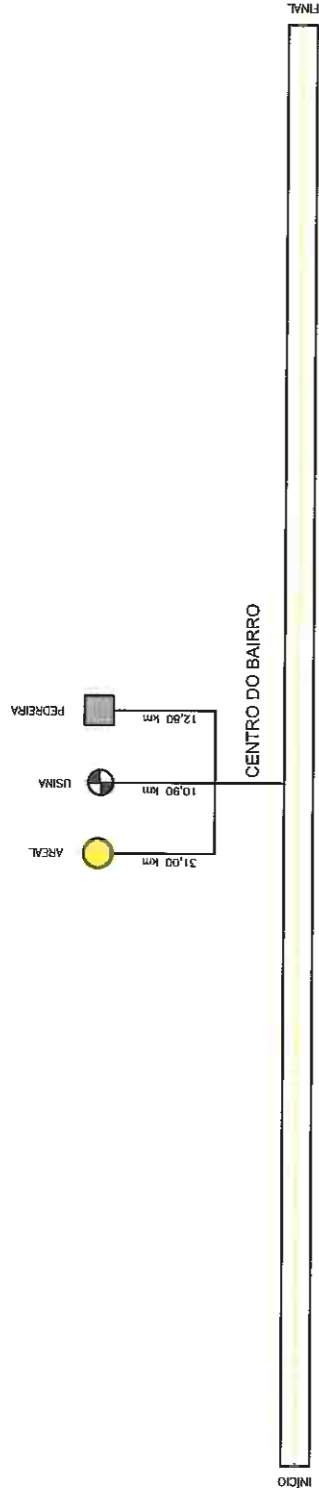 FINAL
PEDREIRA
12,80 km
USINA
10,90 km
AREAL
31,00 km
CENTRO DO BAIRRO
INÍCIO